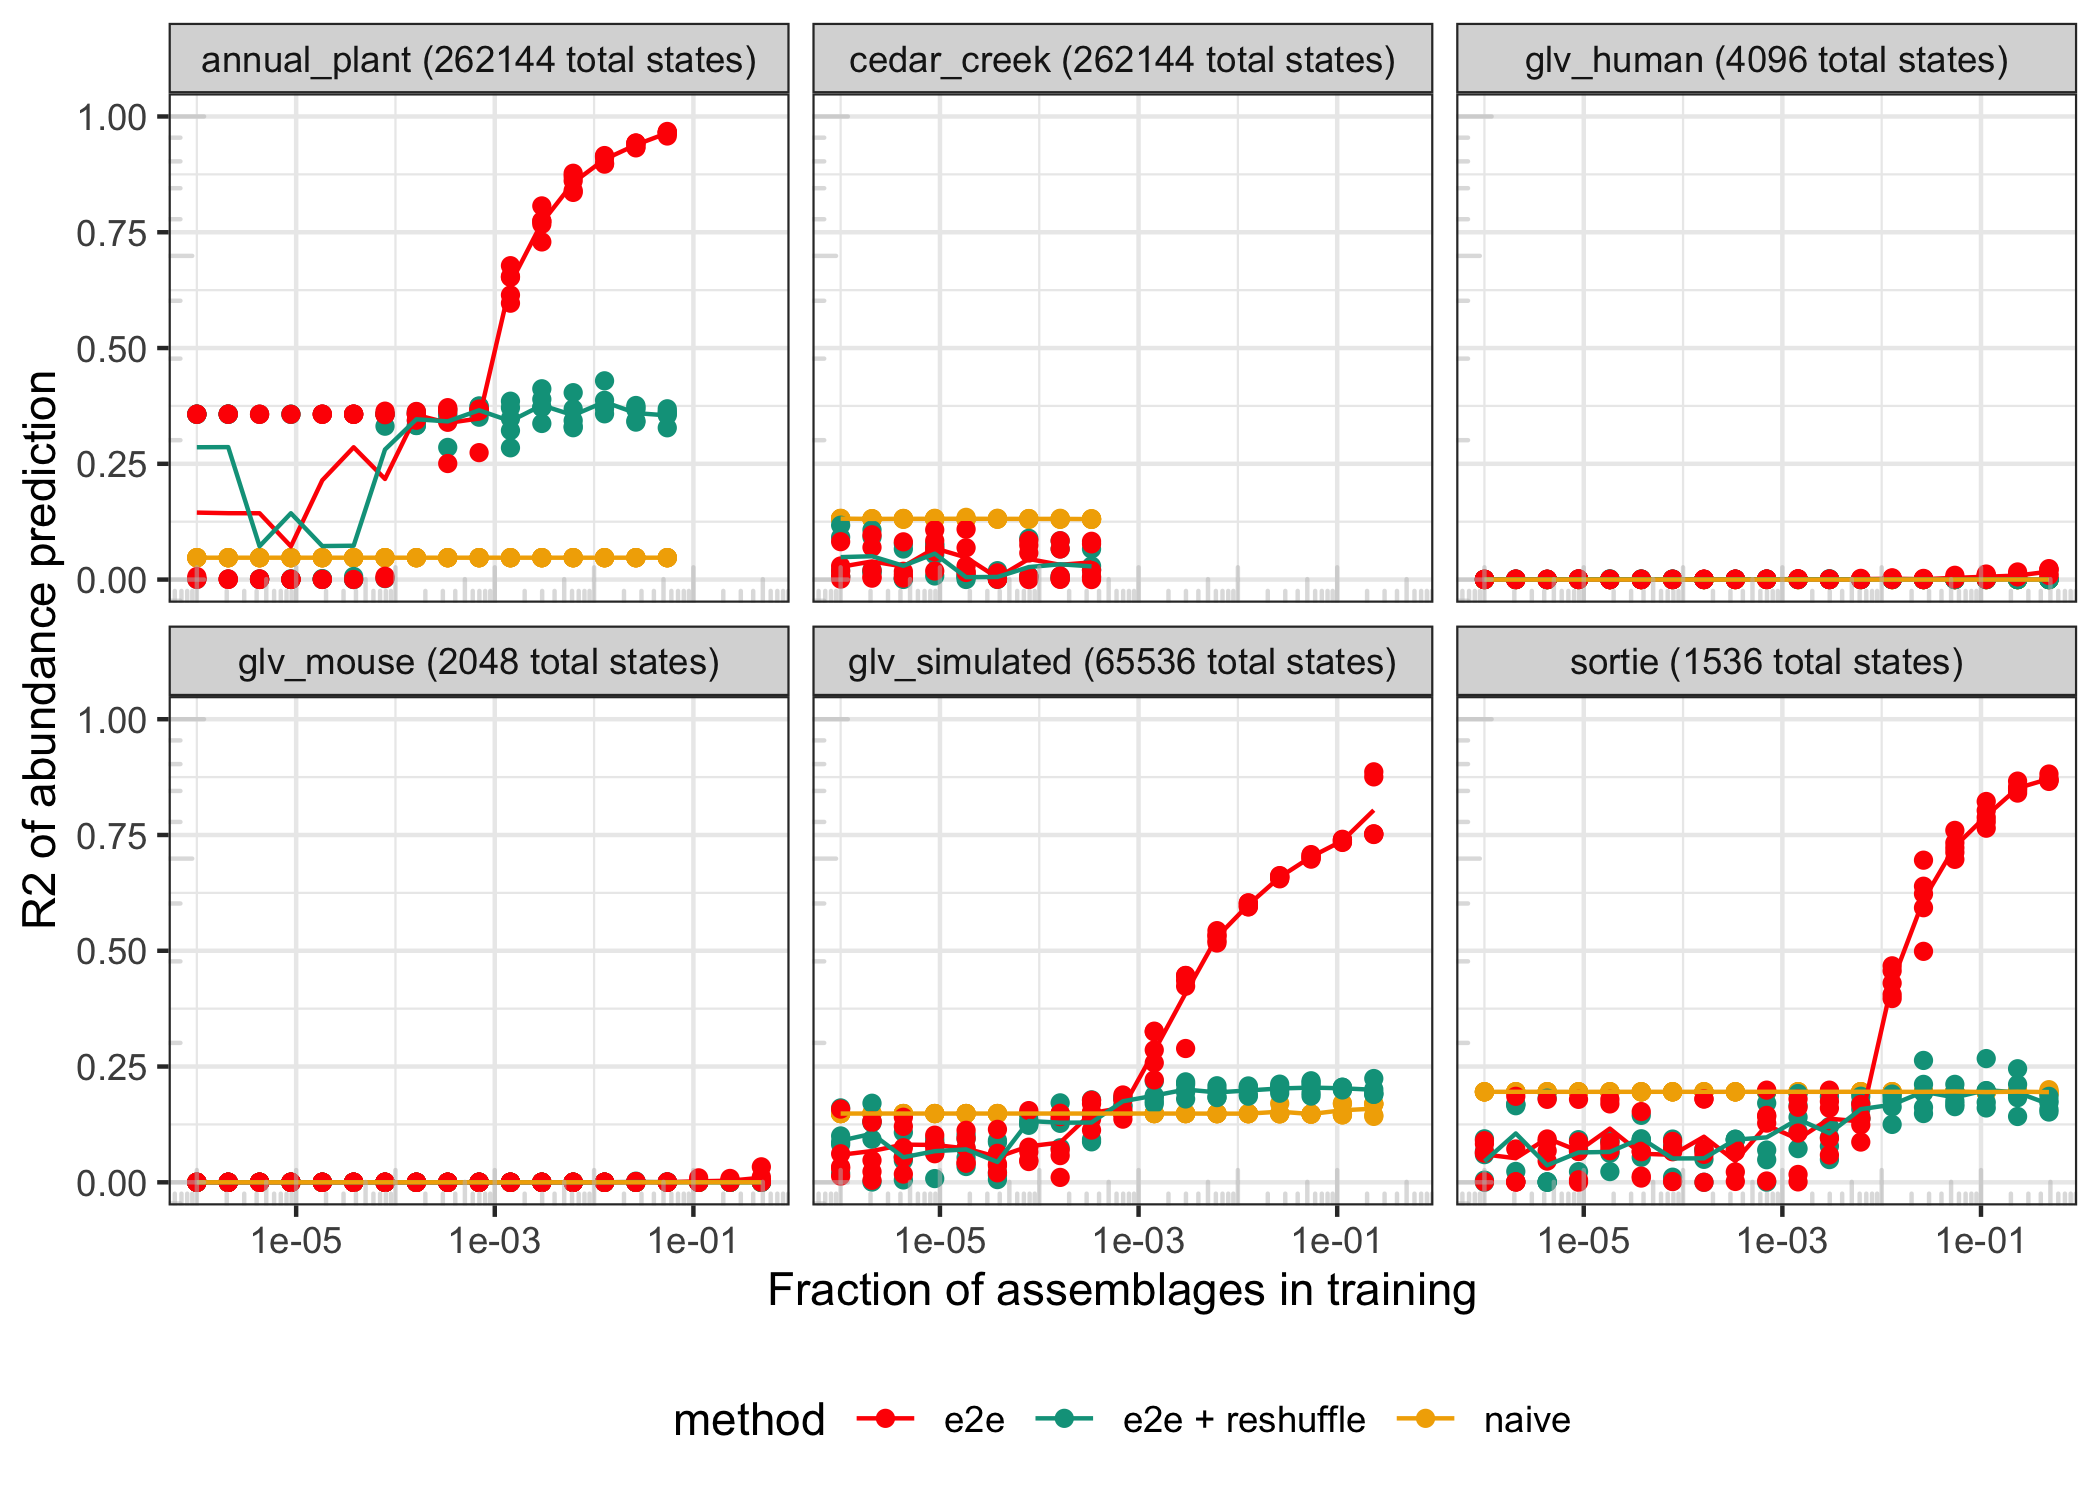 annual_plant (262144 total states)
cedar_creek (262144 total states)
glv_human (4096 total states)
1.00
0.75
0.50
0.25
0.00
glv_mouse (2048 total states)
glv_simulated (65536 total states)
sortie (1536 total states)
1.00
0.75
0.50
0.25
0.00
R2 of abundance prediction
1e-05 1e-03 1e-01
1e-05 1e-03 1e-01
1e-05 1e-03 1e-01
Fraction of assemblages in training
method e2e e2e + reshuffle naive